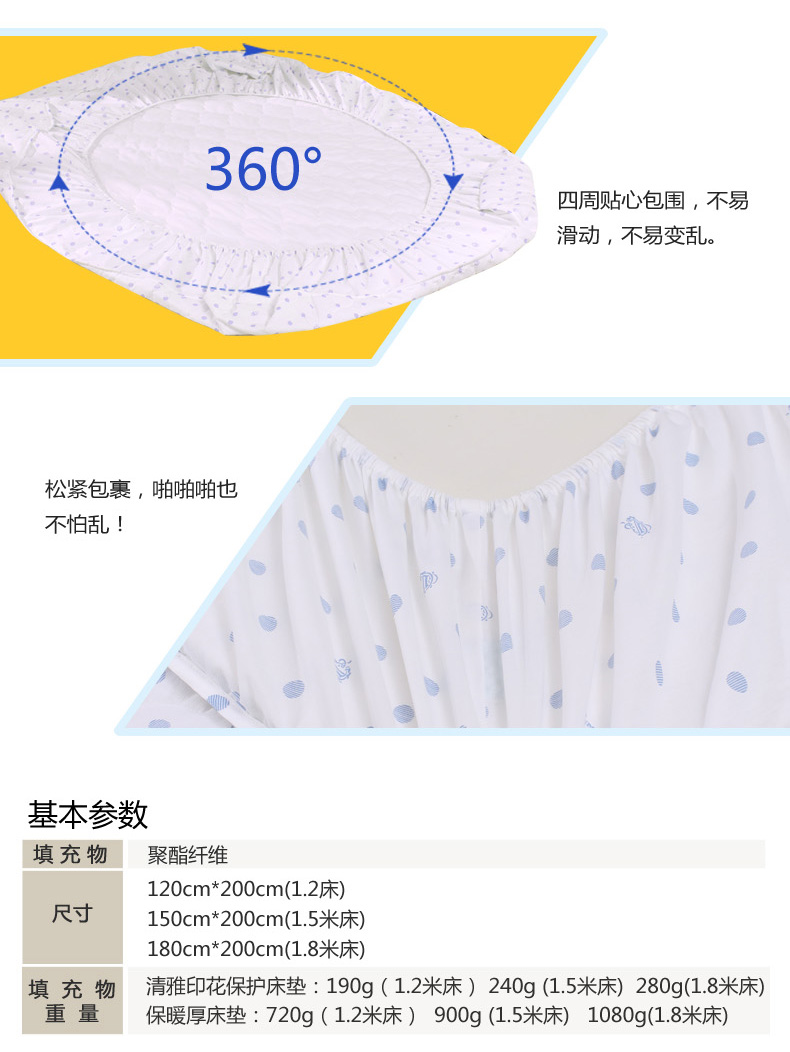 360°
四周贴心包围，不易
滑动，不易变乱。
松紧包裹，啪啪啪也
不怕乱！
基本参数
填充物 聚酯纤维
尺寸
120cm*200cm(1.2床)
150cm*200cm(1.5米床)
180cm*200cm(1.8米床)
填充物
重量
清雅印花保护床垫：190g（1.2米床） 240g (1.5米床) 280g(1.8米床)
保暖厚床垫：720g（1.2米床） 900g (1.5米床) 1080g(1.8米床)